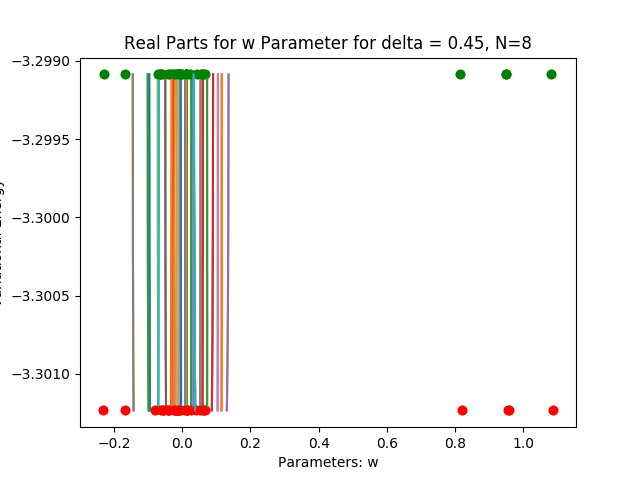 Real Parts for w Parameter for delta = 0.45, N=8
−3.2990
−3.2995
−3.3000
−3.3005
−3.3010
−0.2 0.0 0.2 0.4 0.6 0.8 1.0
Parameters: w